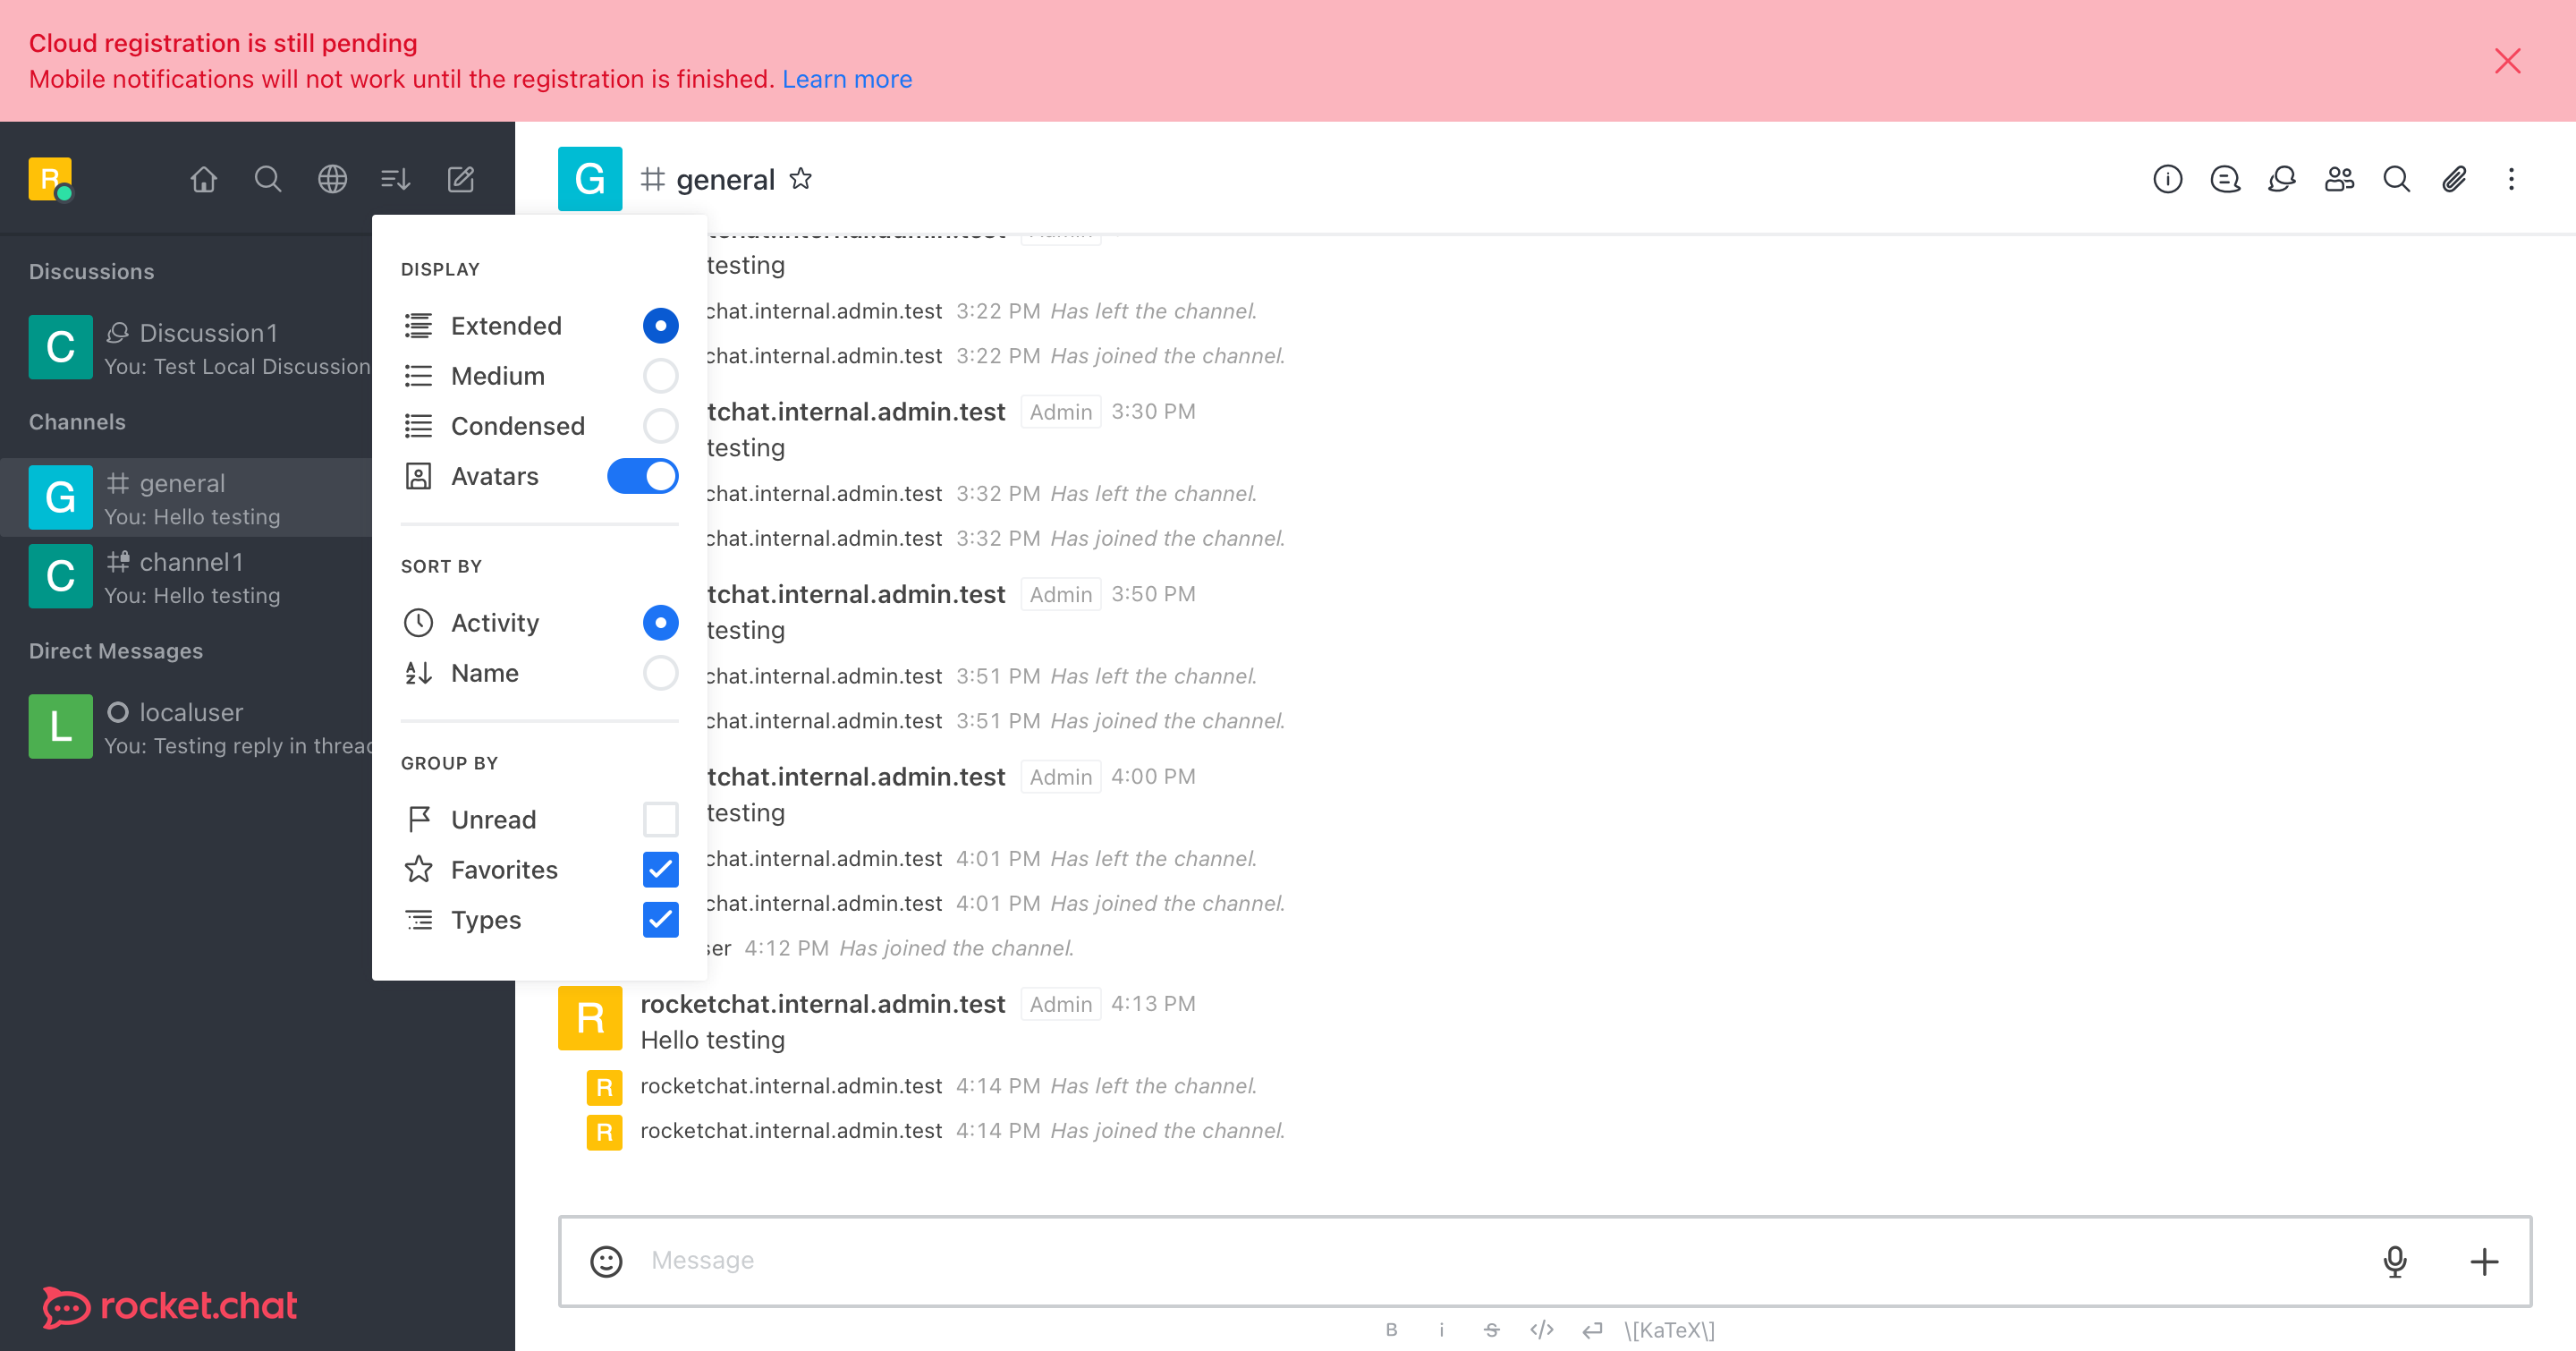 Cloud registration is still pending
Mobile notifications will not work until the registration is finished. Learn more
R
G general
Discussions
C Discussion1
You: Test Local Discussion
Channels
G general
You: Hello testing
C channel1
You: Hello testing
Direct Messages
L localuser
You: Testing reply in threa
rocket.chat
DISPLAY
Extended
Medium
Condensed
Avatars
SORT BY
Activity
Name
GROUP BY
Unread
Favorites
Types
tchat.internal.admin.test Admin
testing
chat.internal.admin.test 3:22 PM Has left the channel.
chat.internal.admin.test 3:22 PM Has joined the channel.
tchat.internal.admin.test Admin 3:30 PM
testing
chat.internal.admin.test 3:32 PM Has left the channel.
chat.internal.admin.test 3:32 PM Has joined the channel.
tchat.internal.admin.test Admin 3:50 PM
testing
chat.internal.admin.test 3:51 PM Has left the channel.
chat.internal.admin.test 3:51 PM Has joined the channel.
tchat.internal.admin.test Admin 4:00 PM
testing
chat.internal.admin.test 4:01 PM Has left the channel.
chat.internal.admin.test 4:01 PM Has joined the channel.
ser 4:12 PM Has joined the channel.
R rocketchat.internal.admin.test Admin 4:13 PM
Hello testing
R rocketchat.internal.admin.test 4:14 PM Has left the channel.
R rocketchat.internal.admin.test 4:14 PM Has joined the channel.
Message
B i S </> \[KaTeX\]